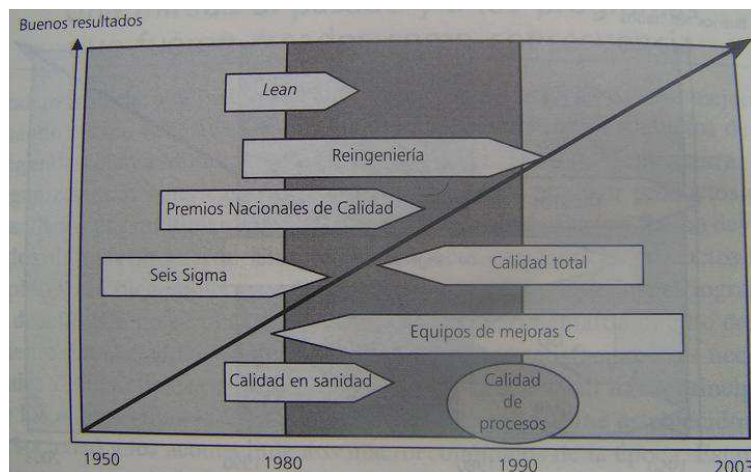 Buenos resultados
Lean
Reingeniería
Premios Nacionales de Calidad
Seis Sigma
Calidad total
Equipos de mejoras C
Calidad en sanidad
Calidad
de
procesos
1950
1980
1990
2003